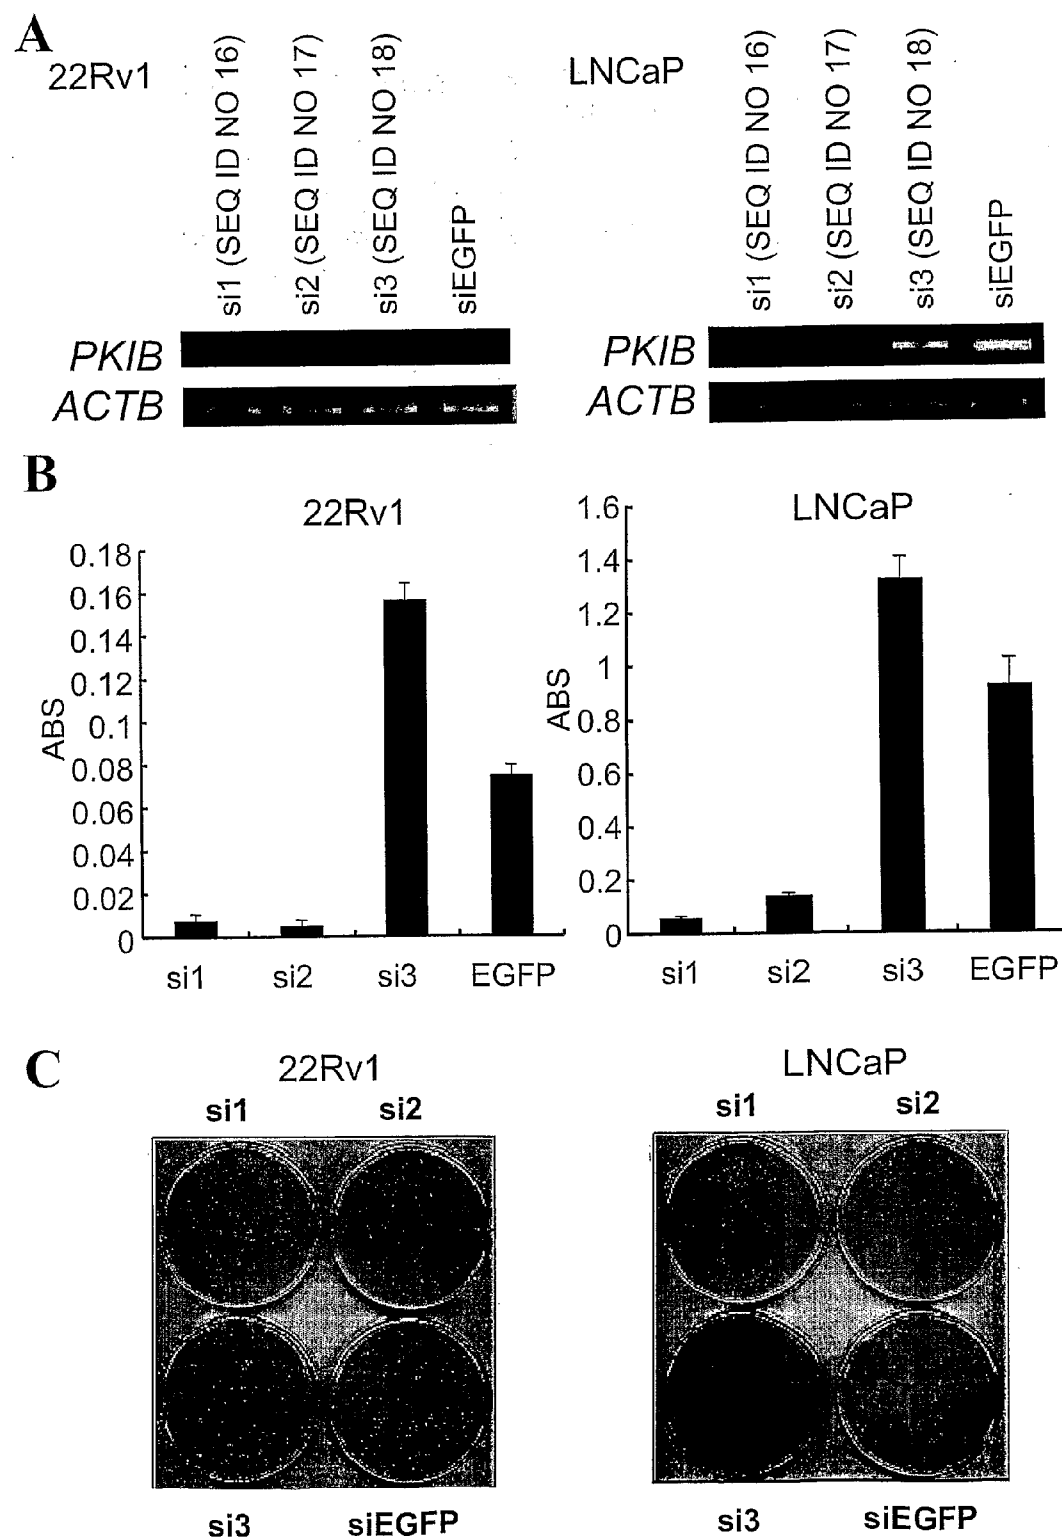 A
22Rv1
si1 (SEQ ID NO 16)
si2 (SEQ ID NO 17)
si3 (SEQ ID NO 18)
siEGFP
LNCaP
si1 (SEQ ID NO 16)
si2 (SEQ ID NO 17)
si3 (SEQ ID NO 18)
siEGFP
PKIB
ACTB
PKIB
ACTB
B
22Rv1
ABS
0.18
0.16
0.14
0.12
0.1
0.08
0.06
0.04
0.02
0
si1 si2 si3 EGFP
LNCaP
ABS
1.6
1.4
1.2
1
0.8
0.6
0.4
0.2
0
si1 si2 si3 EGFP
C
22Rv1
si1 si2
si3 siEGFP
LNCaP
si1 si2
si3 siEGFP